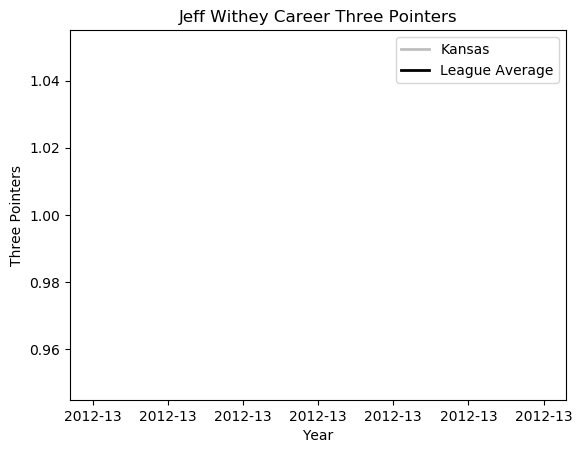 Jeff Withey Career Three Pointers
Kansas
League Average
1.04
1.02
1.00
0.98
0.96
Three Pointers
2012-13 2012-13 2012-13 2012-13 2012-13 2012-13 2012-13
Year